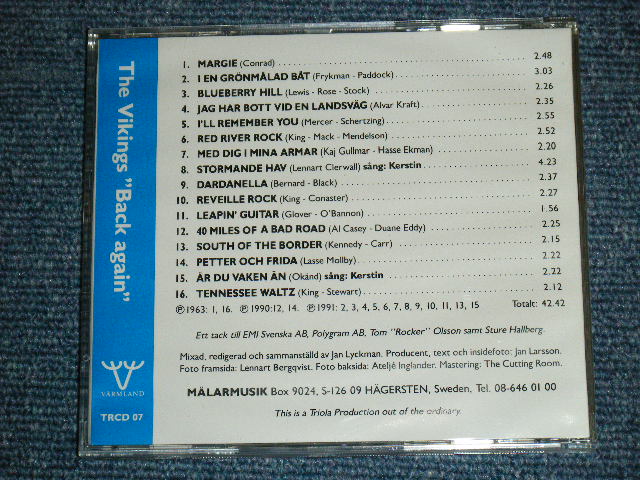 The Vikings "Back again"
VÄRMLAND
TRCD 07
1. MARGIE (Conrad) 2.48
2. I EN GRÖNMÅLAD BÅT (Frykman - Paddock) 3.03
3. BLUEBERRY HILL (Lewis - Rose - Stock) 2.26
4. JAG HAR BOTT VID EN LANDSVÄG (Alvar Kraft) 2.35
5. I'LL REMEMBER YOU (Mercer - Schertzing) 2.55
6. RED RIVER ROCK (King - Mack - Mendelson) 2.52
7. MED DIG I MINA ARMAR (Kaj Gullmar - Hasse Ekman) 2.20
8. STORMANDE HAV (Lennart Clerwall) sång: Kerstin 4.23
9. DARDANELLA (Bernard - Black) 2.37
10. REVEILLE ROCK (King - Conaster) 2.27
11. LEAPIN' GUITAR (Glover - O'Bannon) 1.56
12. 40 MILES OF A BAD ROAD (Al Casey - Duane Eddy) 2.25
13. SOUTH OF THE BORDER (Kennedy - Carr) 2.15
14. PETTER OCH FRIDA (Lasse Mollby) 2.22
15. ÄR DU VAKEN ÄN (Okänd) sång: Kerstin 2.22
16. TENNESSEE WALTZ (King - Stewart) 2.12
℗1963: 1, 16. ℗1990:12, 14. ℗1991: 2, 3, 4, 5, 6, 7, 8, 9, 10, 11, 13, 15 Totalt: 42.42
Ett tack till EMI Svenska AB, Polygram AB, Tom "Rocker" Olsson samt Sture Hallberg.
Mixad, redigerad och sammanställd av Jan Lyckman. Producent, text och insidefoto: Jan Larsson.
Foto framsida: Lennart Bergqvist. Foto baksida: Ateljé Inglander. Mastering: The Cutting Room.
MÄLARMUSIK Box 9024, S-126 09 HÄGERSTEN, Sweden, Tel. 08-646 01 00
This is a Triola Production out of the ordinary.